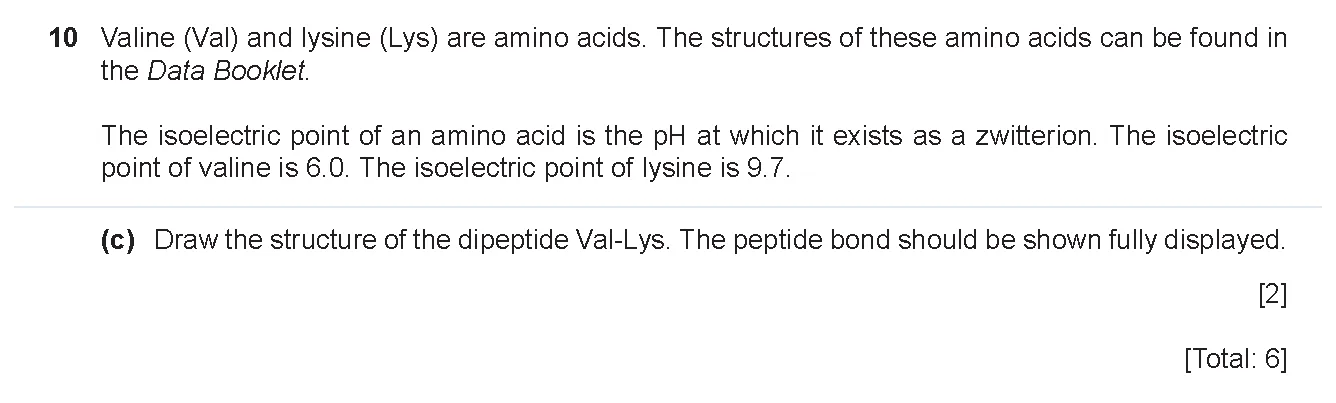 10 Valine (Val) and lysine (Lys) are amino acids. The structures of these amino acids can be found in
the Data Booklet.
The isoelectric point of an amino acid is the pH at which it exists as a zwitterion. The isoelectric
point of valine is 6.0. The isoelectric point of lysine is 9.7.
(c) Draw the structure of the dipeptide Val-Lys. The peptide bond should be shown fully displayed.
[2]
[Total: 6]